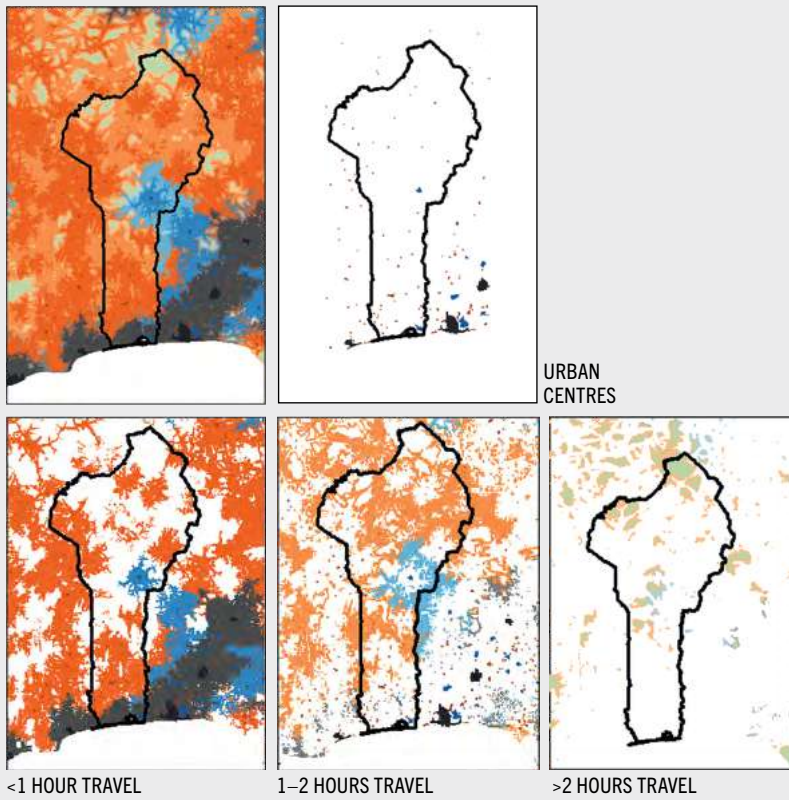 URBAN
CENTRES
<1 HOUR TRAVEL
1–2 HOURS TRAVEL
>2 HOURS TRAVEL